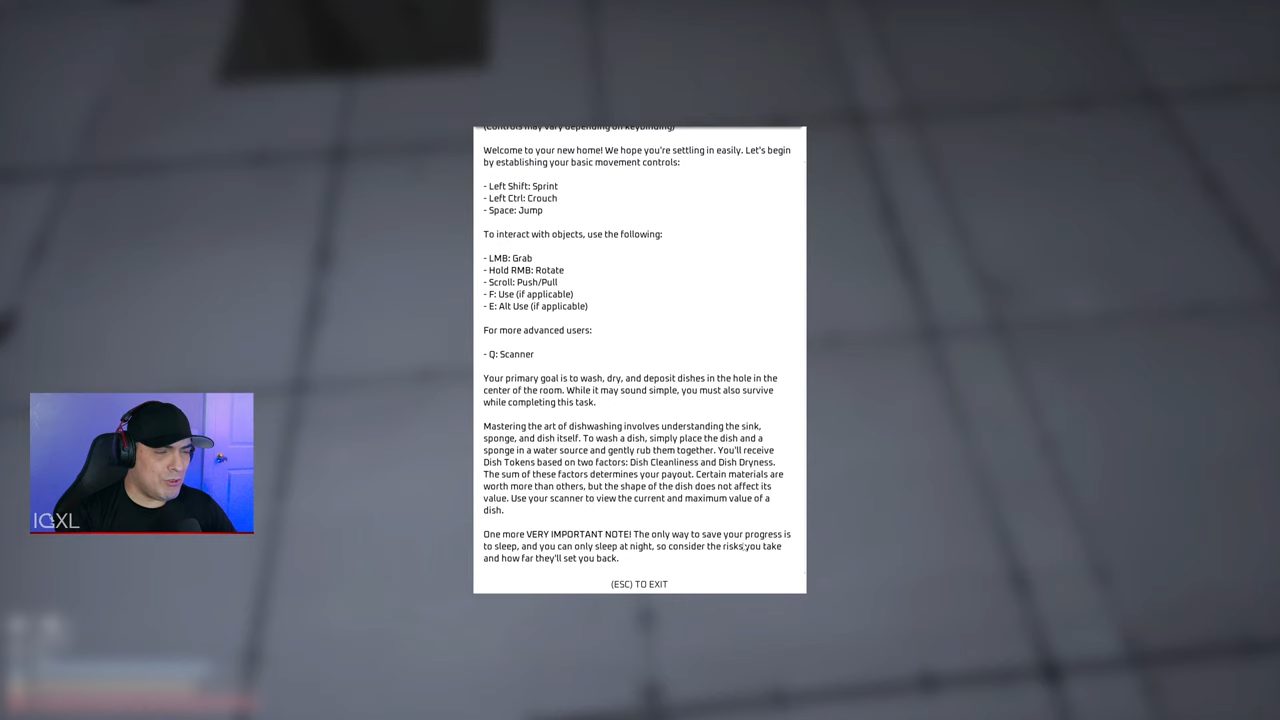 (Controls may vary depending on keybinding)
Welcome to your new home! We hope you're settling in easily. Let's begin
by establishing your basic movement controls:
- Left Shift: Sprint
- Left Ctrl: Crouch
- Space: Jump
To interact with objects, use the following:
- LMB: Grab
- Hold RMB: Rotate
- Scroll: Push/Pull
- F: Use (if applicable)
- E: Alt Use (if applicable)
For more advanced users:
- Q: Scanner
Your primary goal is to wash, dry, and deposit dishes in the hole in the
center of the room. While it may sound simple, you must also survive
while completing this task.
Mastering the art of dishwashing involves understanding the sink,
sponge, and dish itself. To wash a dish, simply place the dish and a
sponge in a water source and gently rub them together. You'll receive
Dish Tokens based on two factors: Dish Cleanliness and Dish Dryness.
The sum of these factors determines your payout. Certain materials are
worth more than others, but the shape of the dish does not affect its
value. Use your scanner to view the current and maximum value of a
dish.
One more VERY IMPORTANT NOTE! The only way to save your progress is
to sleep, and you can only sleep at night, so consider the risks you take
and how far they'll set you back.
(ESC) TO EXIT
IGXL